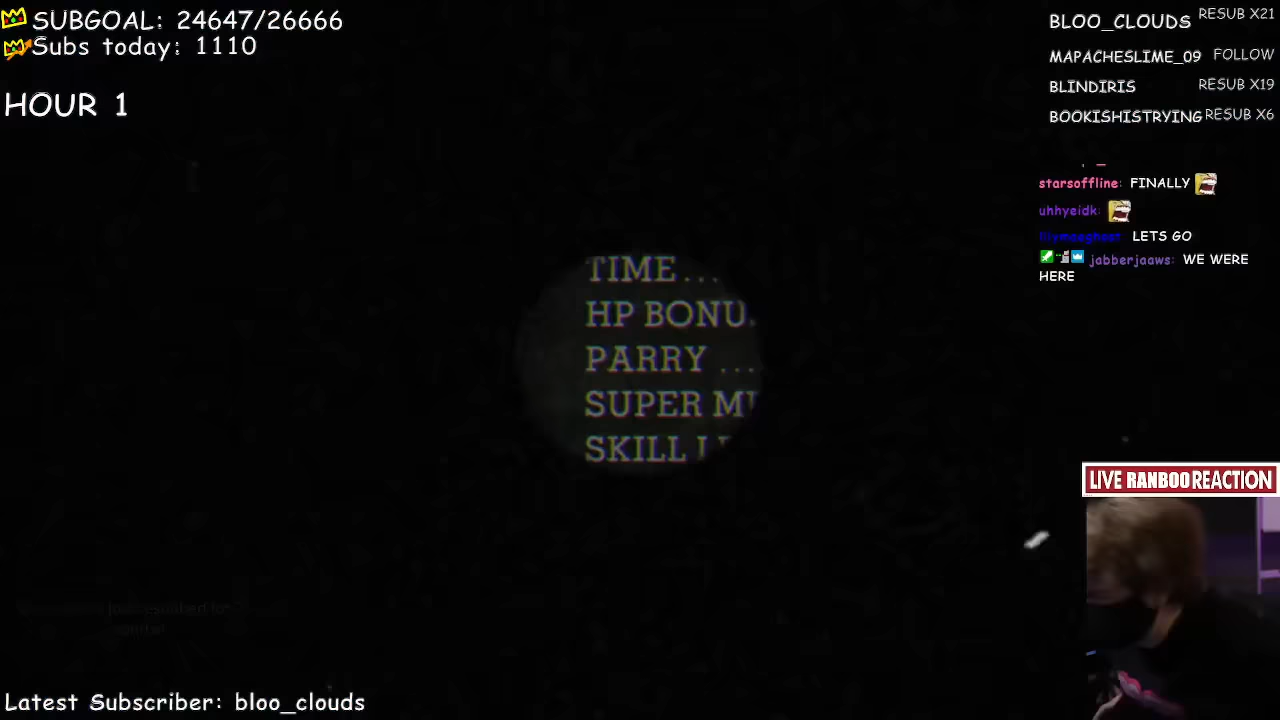 SUBGOAL: 24647/26666
Subs today: 1110
HOUR 1
BLOO_CLOUDS RESUB X21
MAPACHESLIME_09 FOLLOW
BLINDIRIS RESUB X19
BOOKISHISTRYING RESUB X6
starsoffline: FINALLY
uhhyeidk:
LETS GO
jabberjaaws: WE WERE
HERE
TIME ...
HP BONU
PARRY ...
SUPER M
SKILL L
LIVE RANBOO REACTION
Latest Subscriber: bloo_clouds